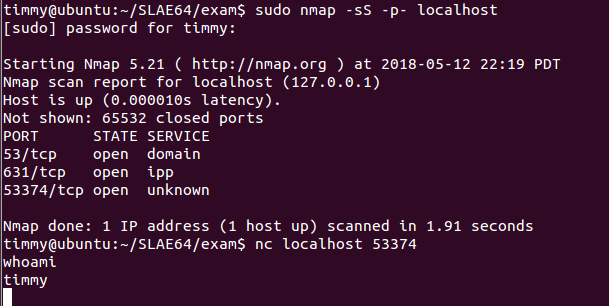 timmy@ubuntu:~/SLAE64/exam$ sudo nmap -sS -p- localhost
[sudo] password for timmy:
Starting Nmap 5.21 ( http://nmap.org ) at 2018-05-12 22:19 PDT
Nmap scan report for localhost (127.0.0.1)
Host is up (0.000010s latency).
Not shown: 65532 closed ports
PORT      STATE SERVICE
53/tcp    open  domain
631/tcp   open  ipp
53374/tcp open  unknown
Nmap done: 1 IP address (1 host up) scanned in 1.91 seconds
timmy@ubuntu:~/SLAE64/exam$ nc localhost 53374
whoami
timmy